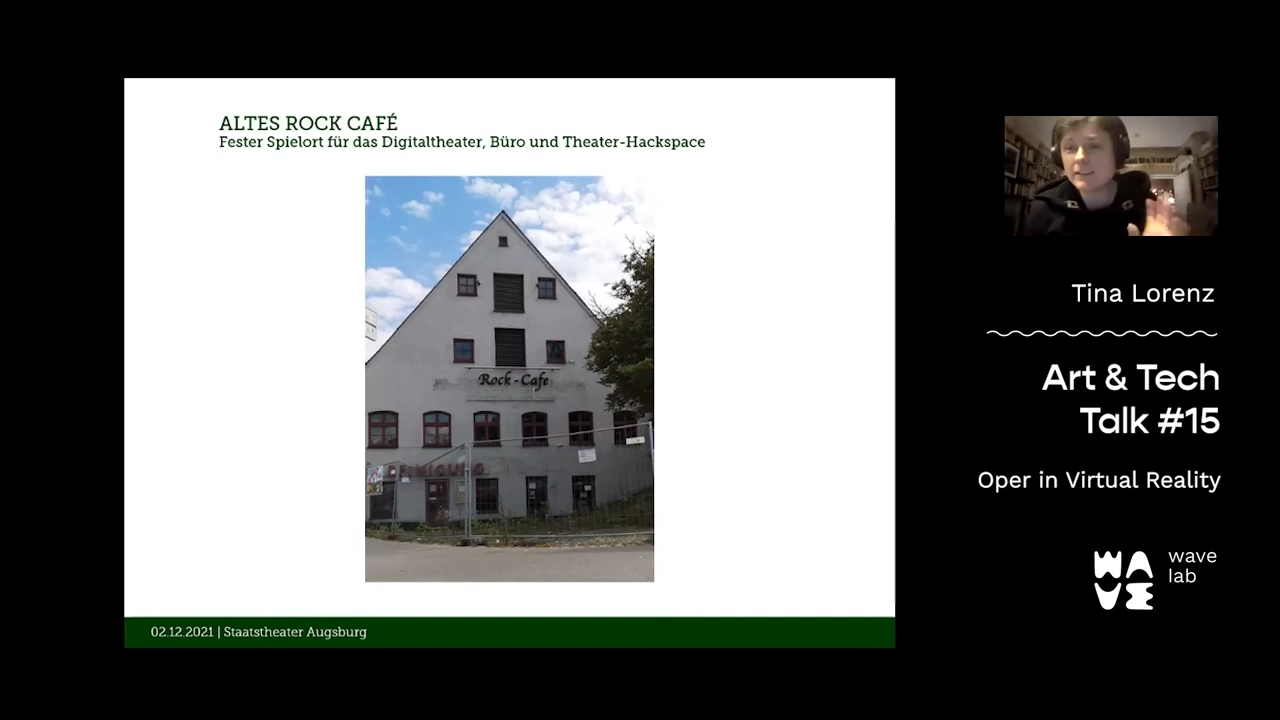 ALTES ROCK CAFÉ
Fester Spielort für das Digitaltheater, Büro und Theater-Hackspace
Rock-Cafe
02.12.2021 | Staatstheater Augsburg
Tina Lorenz
Art & Tech
Talk #15
Oper in Virtual Reality
WAVE
wave
lab